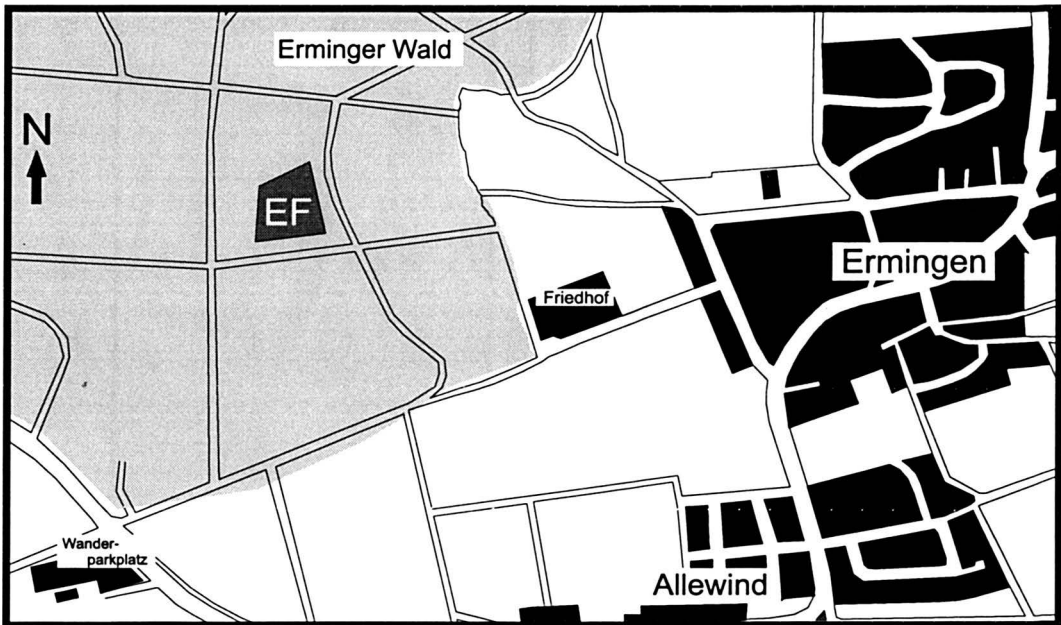 Erminger Wald
N
EF
Ermingen
Friedhof
Wander-
parkplatz
Allewind